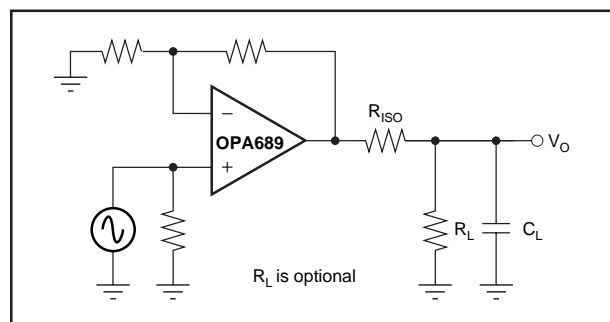 R_ISO
−
OPA689
+
V_O
R_L
C_L
R_L is optional